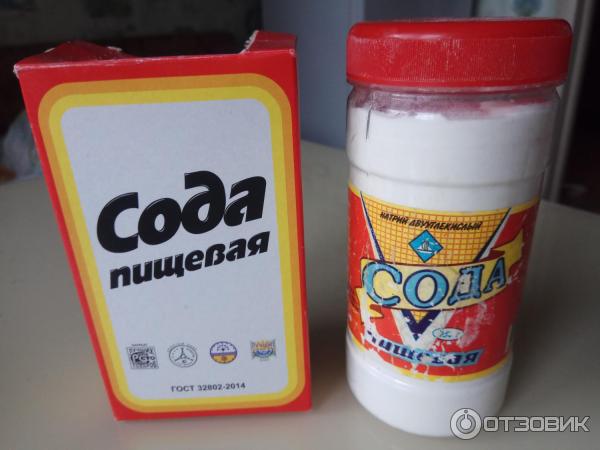 Сода
пищевая
ГОСТ 32802-2014
НАТРИЙ ДВУУГЛЕКИСЛЫЙ
СОДА
пищевая
ОТЗОВИК